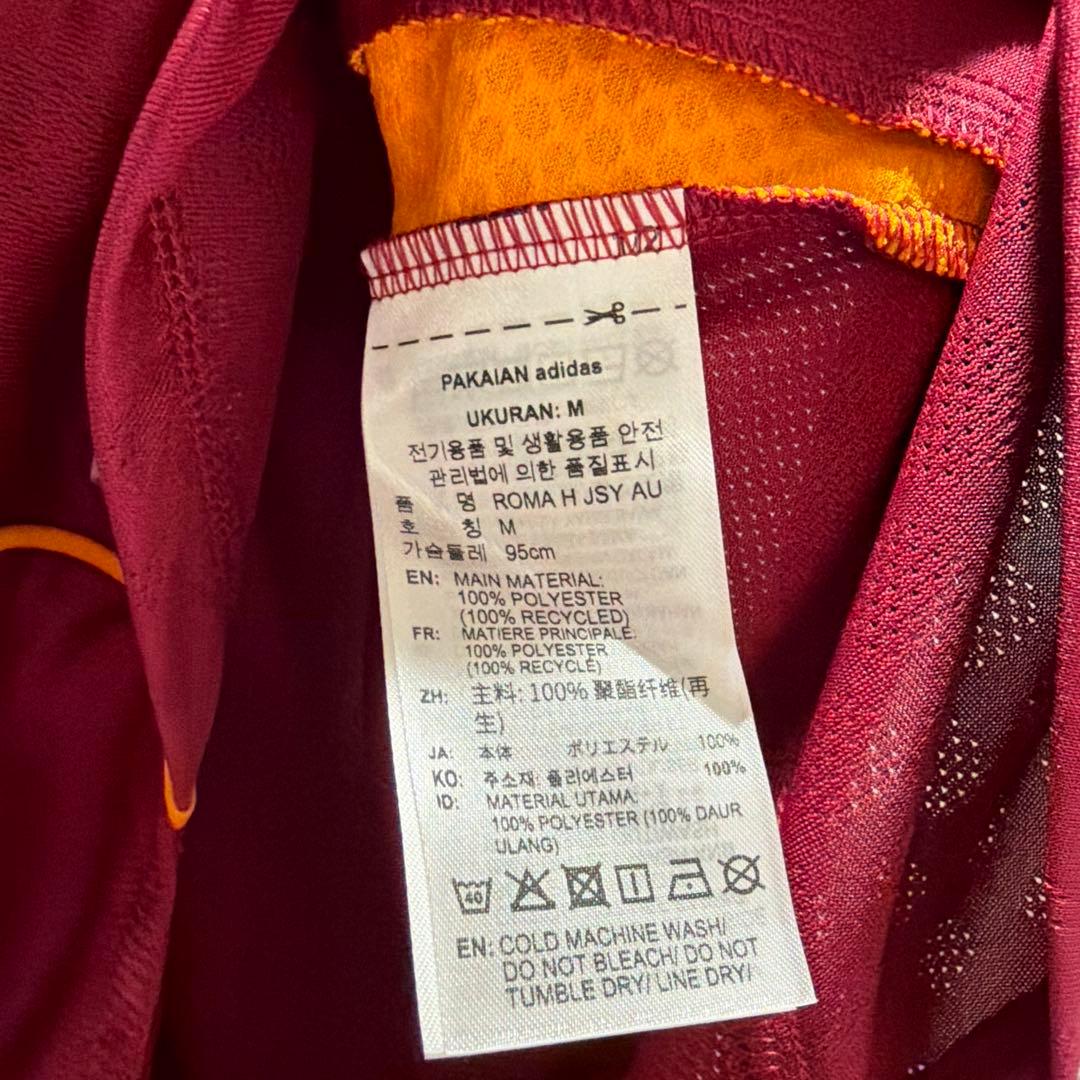 PAKAIAN adidas
UKURAN: M
전기용품 및 생활용품 안전
관리법에 의한 품질표시
품 명 ROMA H JSY AU
호 칭 M
가슴둘레 95cm
EN: MAIN MATERIAL:
100% POLYESTER
(100% RECYCLED)
FR: MATIERE PRINCIPALE:
100% POLYESTER
(100% RECYCLÉ)
ZH: 主料: 100% 聚酯纤维(再
生)
JA: 本体 ポリエステル 100%
KO: 주소재: 폴리에스터 100%
ID: MATERIAL UTAMA:
100% POLYESTER (100% DAUR
ULANG)
40
EN: COLD MACHINE WASH/
DO NOT BLEACH/ DO NOT
TUMBLE DRY/ LINE DRY/